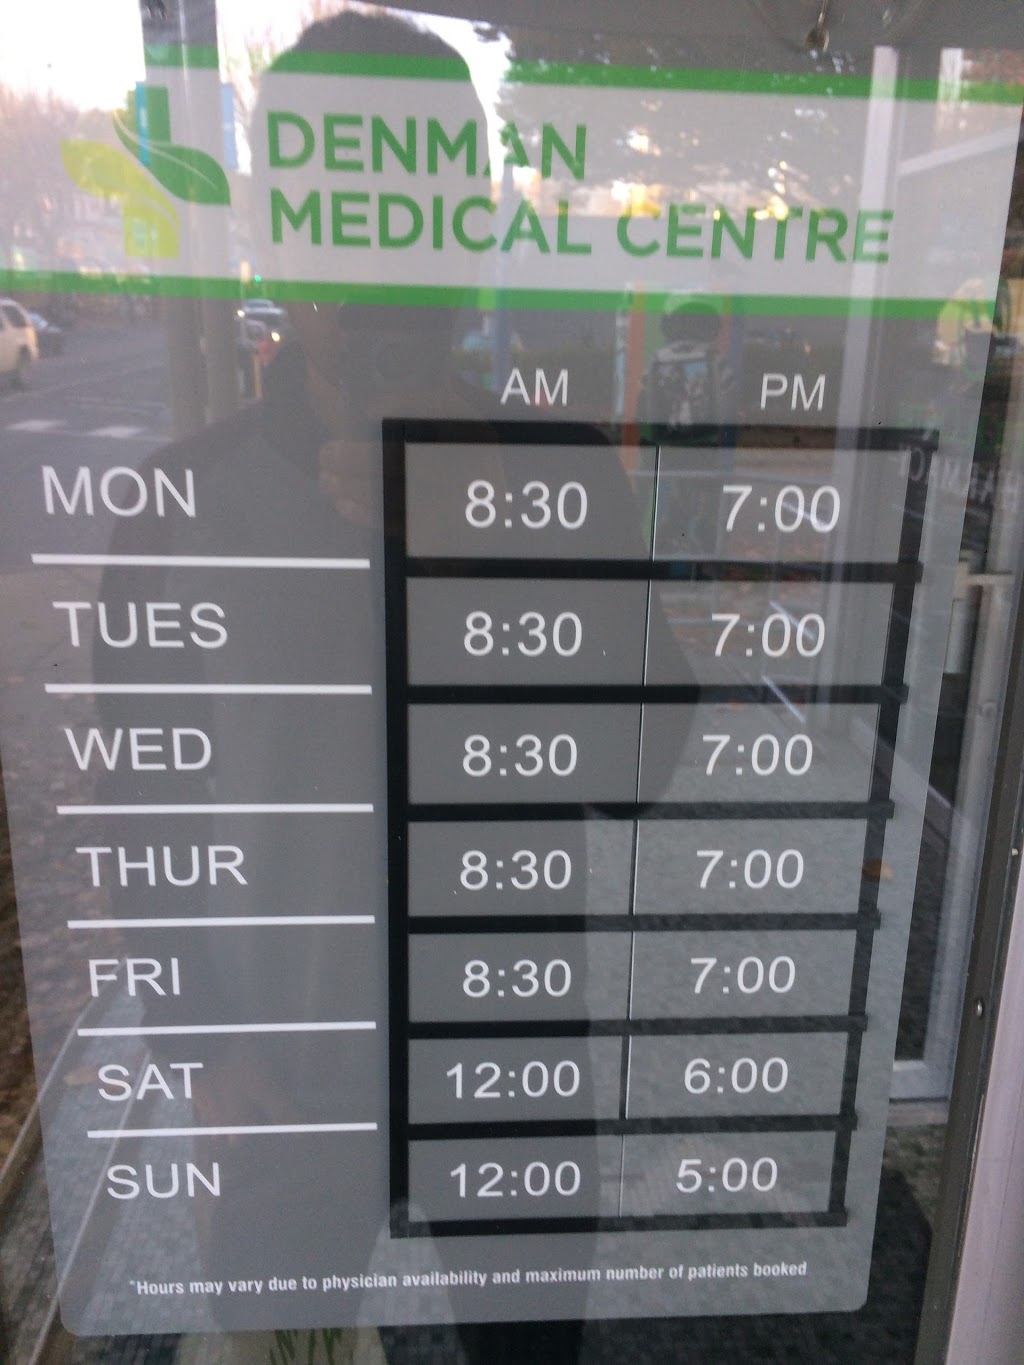 DENMAN
MEDICAL CENTRE
AM PM
MON 8:30 7:00
TUES 8:30 7:00
WED 8:30 7:00
THUR 8:30 7:00
FRI 8:30 7:00
SAT 12:00 6:00
SUN 12:00 5:00
*Hours may vary due to physician availability and maximum number of patients booked